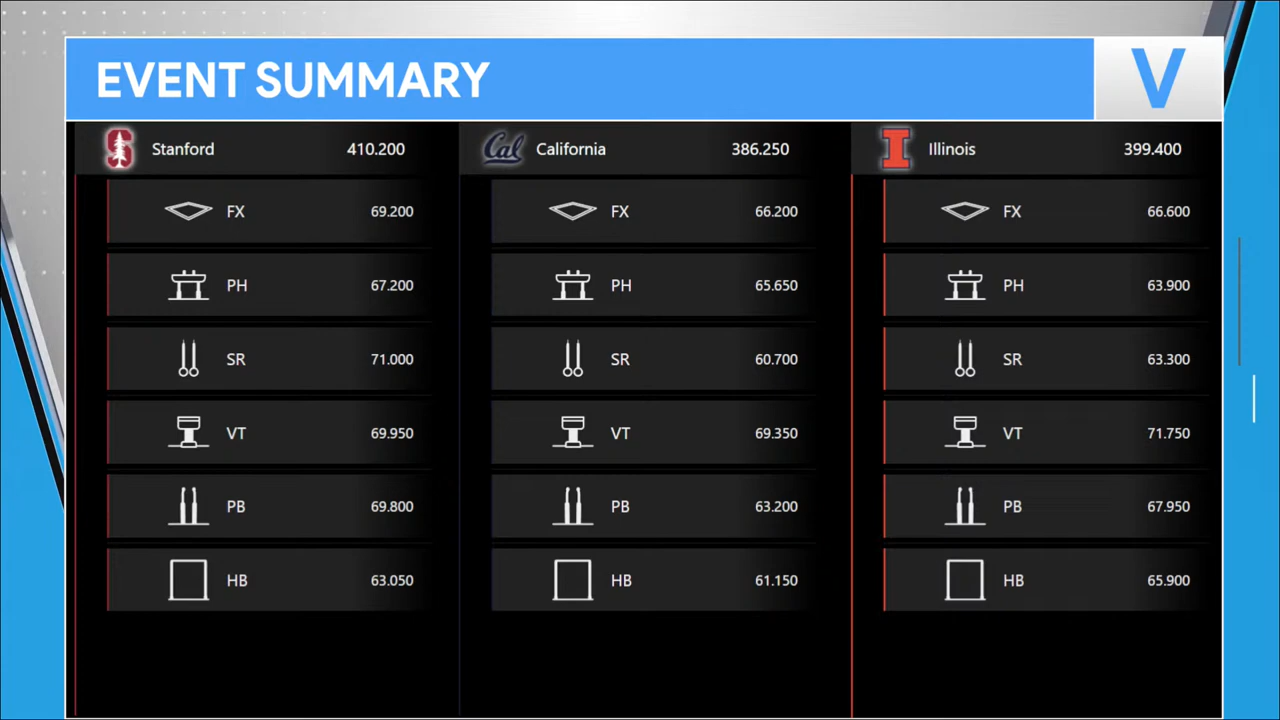 EVENT SUMMARY
V
S Stanford 410.200
FX 69.200
PH 67.200
SR 71.000
VT 69.950
PB 69.800
HB 63.050
Cal California 386.250
FX 66.200
PH 65.650
SR 60.700
VT 69.350
PB 63.200
HB 61.150
I Illinois 399.400
FX 66.600
PH 63.900
SR 63.300
VT 71.750
PB 67.950
HB 65.900